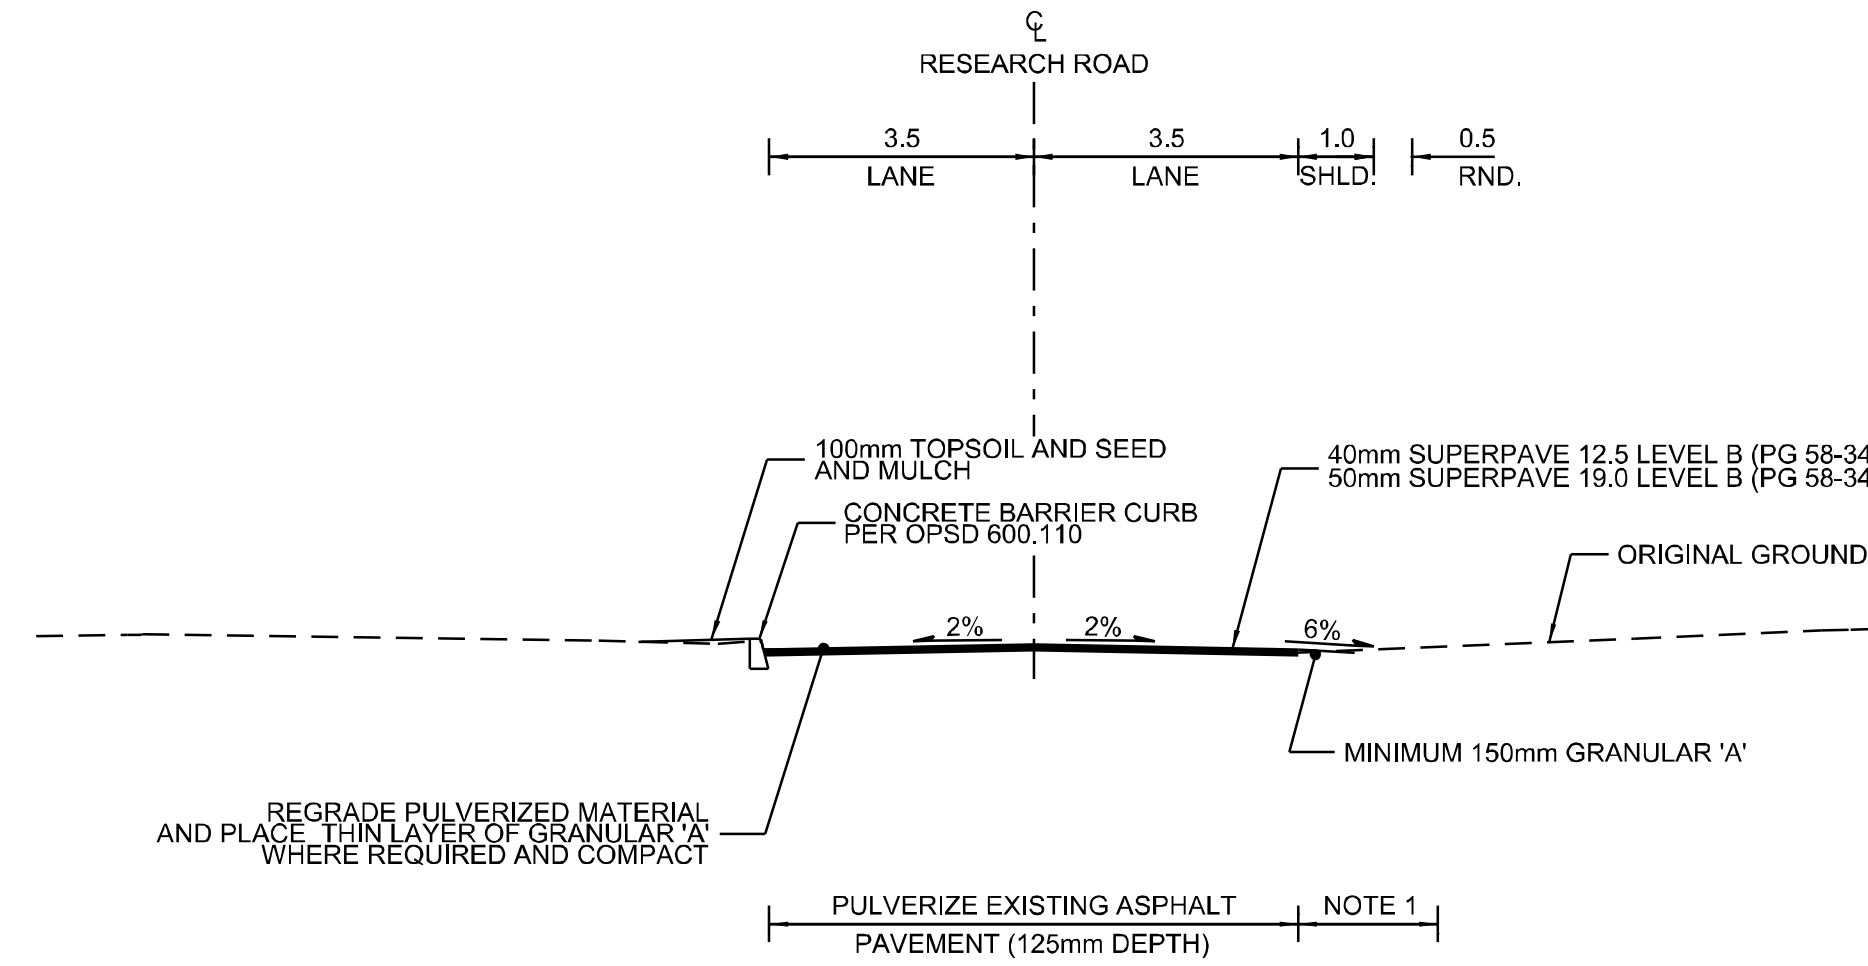 ℄
RESEARCH ROAD
3.5 3.5 1.0 0.5
LANE LANE SHLD. RND.
100mm TOPSOIL AND SEED
AND MULCH
40mm SUPERPAVE 12.5 LEVEL B (PG 58-34
50mm SUPERPAVE 19.0 LEVEL B (PG 58-34
CONCRETE BARRIER CURB
PER OPSD 600.110
ORIGINAL GROUND
2% 2% 6%
MINIMUM 150mm GRANULAR 'A'
REGRADE PULVERIZED MATERIAL
AND PLACE THIN LAYER OF GRANULAR 'A'
WHERE REQUIRED AND COMPACT
PULVERIZE EXISTING ASPHALT NOTE 1
PAVEMENT (125mm DEPTH)